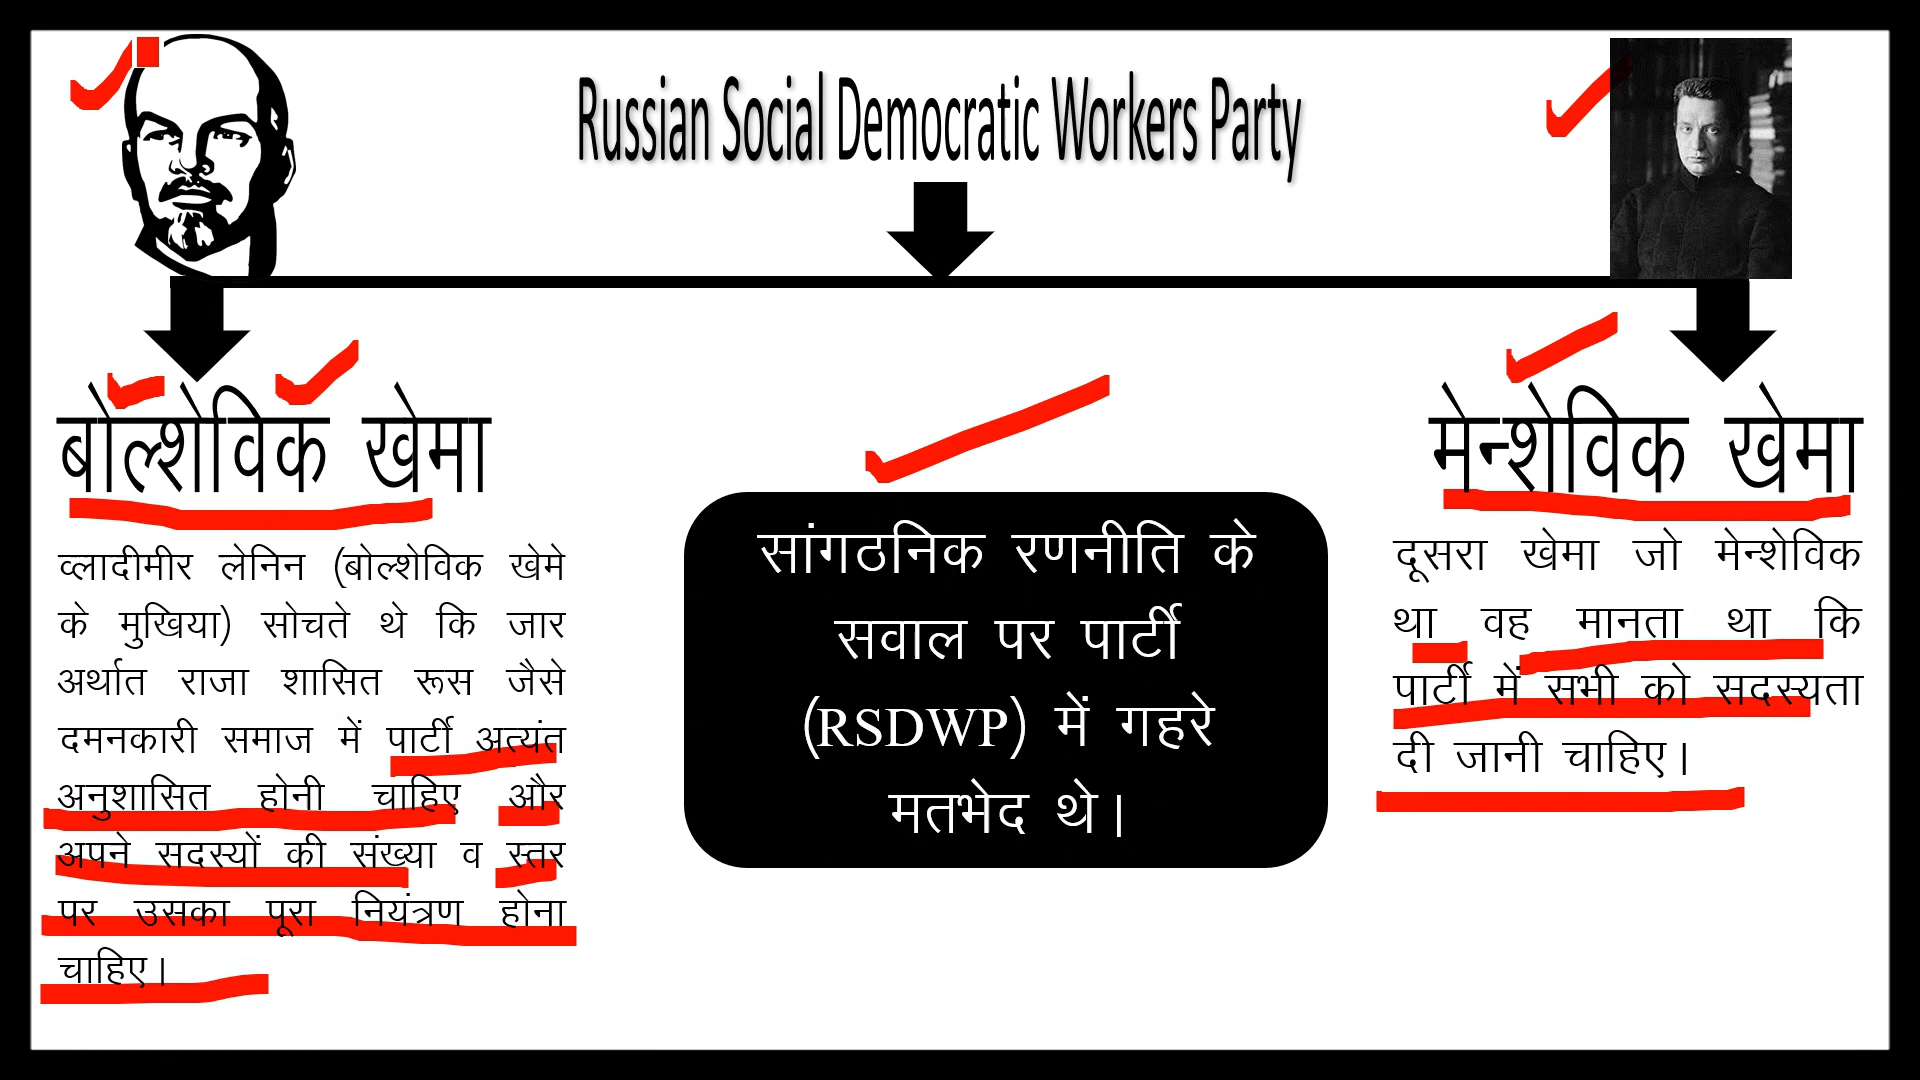 Russian Social Democratic Workers Party
बोल्शेविक खेमा
व्लादीमीर लेनिन (बोल्शेविक खेमे
के मुखिया) सोचते थे कि जार
अर्थात राजा शासित रूस जैसे
दमनकारी समाज में पार्टी अत्यंत
अनुशासित होनी चाहिए और
अपने सदस्यों की संख्या व स्तर
पर उसका पूरा नियंत्रण होना
चाहिए।
सांगठनिक रणनीति के
सवाल पर पार्टी
(RSDWP) में गहरे
मतभेद थे।
मेन्शेविक खेमा
दूसरा खेमा जो मेन्शेविक
था वह मानता था कि
पार्टी में सभी को सदस्यता
दी जानी चाहिए।